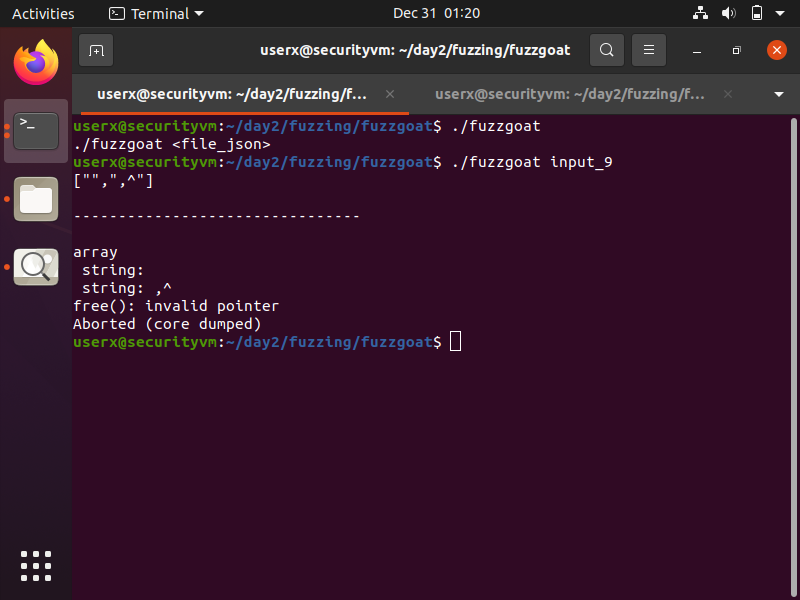 Activities Terminal Dec 31 01:20
userx@securityvm: ~/day2/fuzzing/fuzzgoat
userx@securityvm: ~/day2/fuzzing/f... userx@securityvm: ~/day2/fuzzing/f...
userx@securityvm:~/day2/fuzzing/fuzzgoat$ ./fuzzgoat
./fuzzgoat <file_json>
userx@securityvm:~/day2/fuzzing/fuzzgoat$ ./fuzzgoat input_9
["",",^"]
--------------------------------
array
string:
string: ,^
free(): invalid pointer
Aborted (core dumped)
userx@securityvm:~/day2/fuzzing/fuzzgoat$